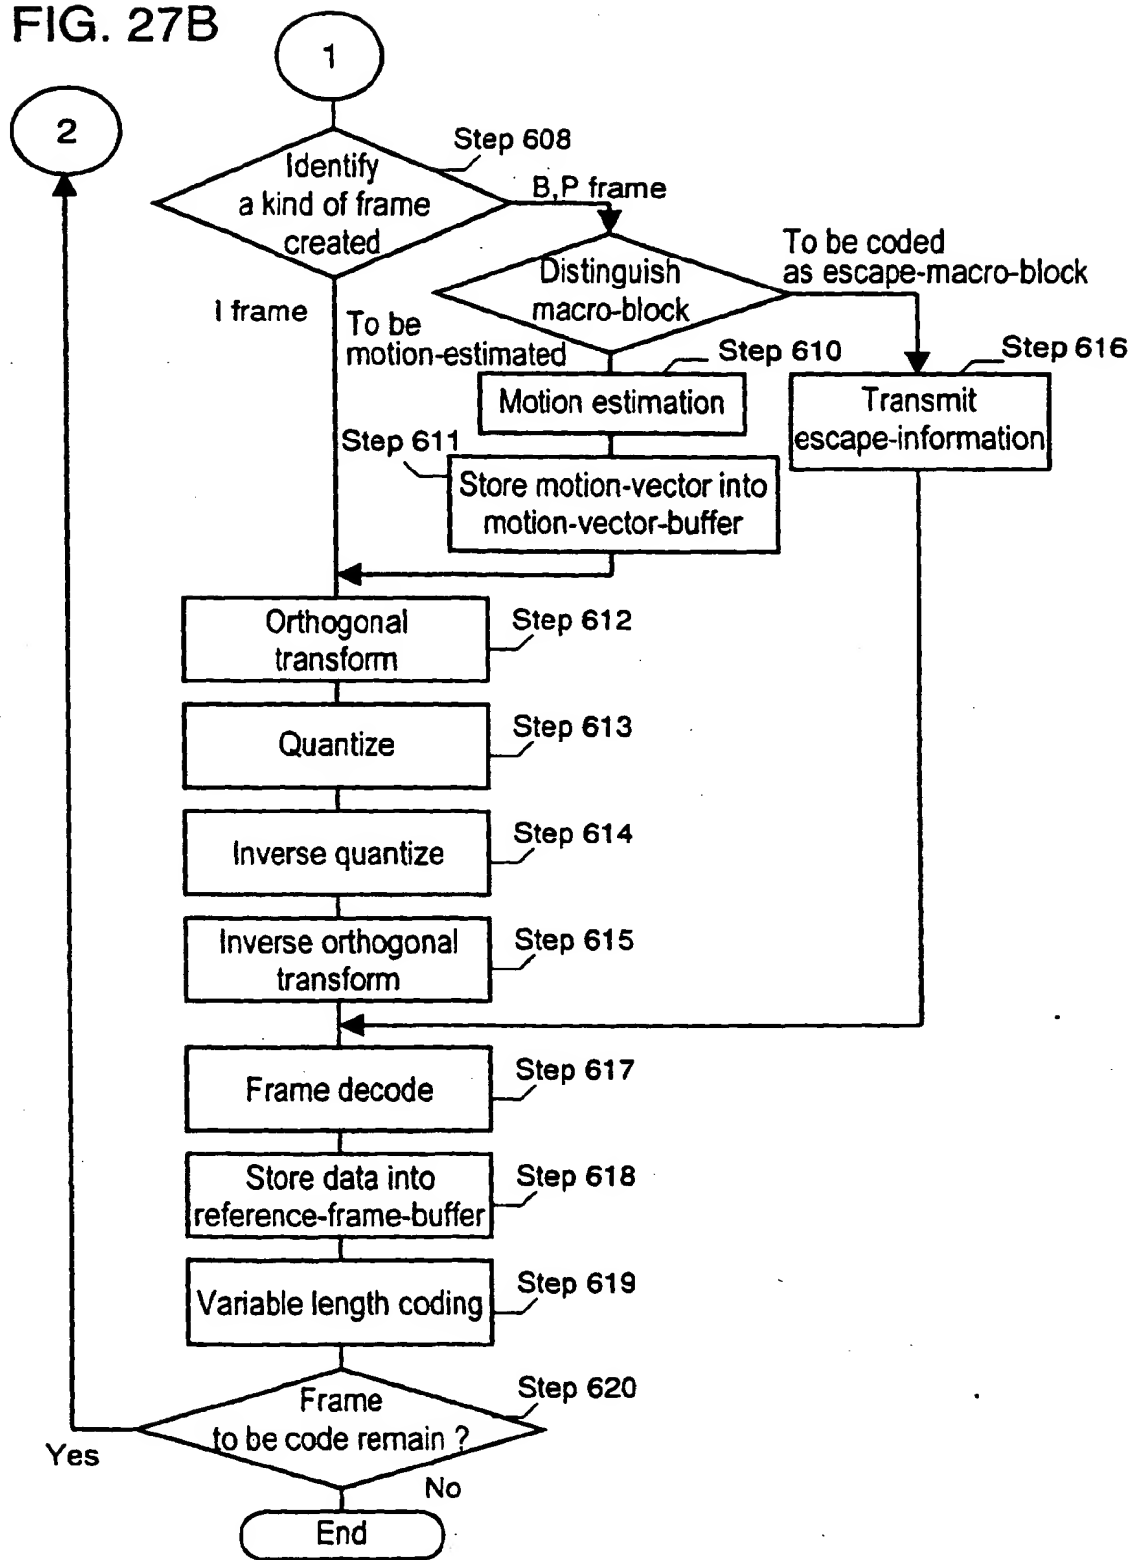 FIG. 27B
1
2
Step 608
Identify
a kind of frame
created
B,P frame
To be coded
as escape-macro-block
Distinguish
macro-block
I frame
To be
motion-estimated
Step 610
Step 616
Motion estimation
Transmit
escape-information
Step 611
Store motion-vector into
motion-vector-buffer
Orthogonal
transform
Step 612
Quantize
Step 613
Inverse quantize
Step 614
Inverse orthogonal
transform
Step 615
Frame decode
Step 617
Store data into
reference-frame-buffer
Step 618
Variable length coding
Step 619
Frame
to be code remain ?
Step 620
Yes
No
End